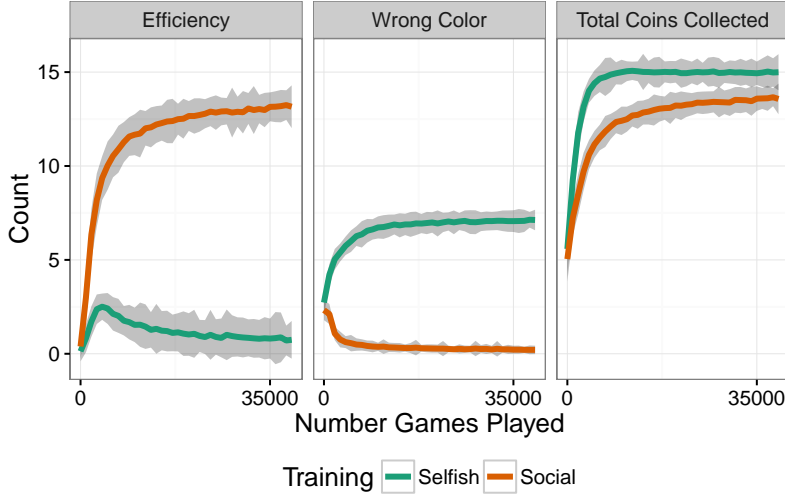 Efficiency Wrong Color Total Coins Collected
Count
15
10
5
0
0 35000 0 35000 0 35000
Number Games Played
Training Selfish Social